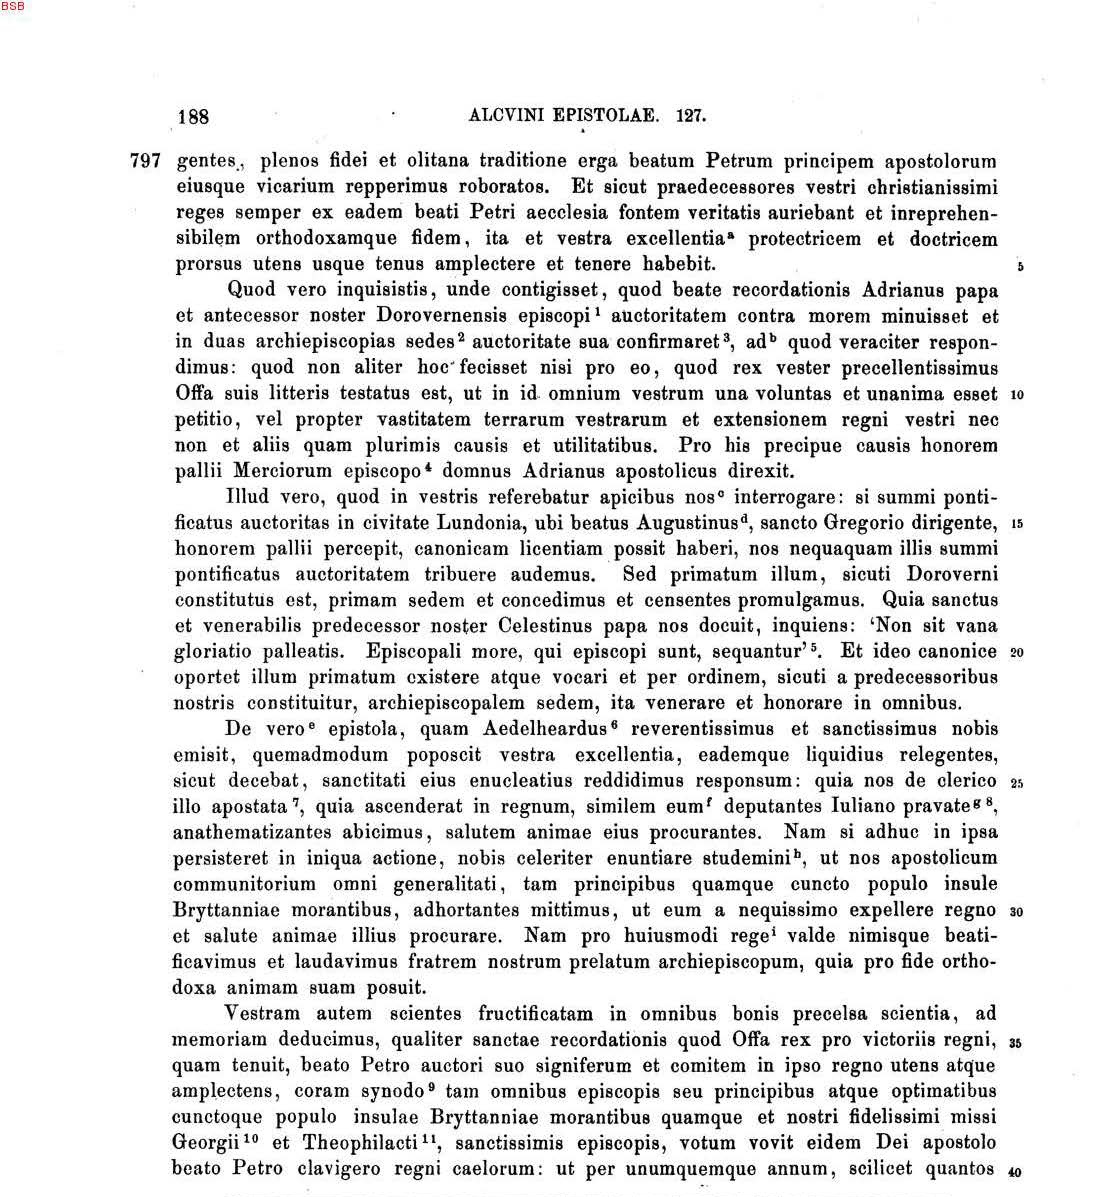 BSB
188 ALCVINI EPISTOLAE. 127.
797 gentes, plenos fidei et olitana traditione erga beatum Petrum principem apostolorum
eiusque vicarium repperimus roboratos. Et sicut praedecessores vestri christianissimi
reges semper ex eadem beati Petri aecclesia fontem veritatis auriebant et inreprehen-
sibilem orthodoxamque fidem, ita et vestra excellentia ᵃ protectricem et doctricem
prorsus utens usque tenus amplectere et tenere habebit. 5
Quod vero inquisistis, unde contigisset, quod beate recordationis Adrianus papa
et antecessor noster Dorovernensis episcopi ¹ auctoritatem contra morem minuisset et
in duas archiepiscopias sedes ² auctoritate sua confirmaret ³, ad ᵇ quod veraciter respon-
dimus: quod non aliter hoc fecisset nisi pro eo, quod rex vester precellentissimus
Offa suis litteris testatus est, ut in id omnium vestrum una voluntas et unanima esset 10
petitio, vel propter vastitatem terrarum vestrarum et extensionem regni vestri nec
non et aliis quam plurimis causis et utilitatibus. Pro his precipue causis honorem
pallii Merciorum episcopo ⁴ domnus Adrianus apostolicus direxit.
Illud vero, quod in vestris referebatur apicibus nos ᶜ interrogare: si summi ponti-
ficatus auctoritas in civitate Lundonia, ubi beatus Augustinus ᵈ, sancto Gregorio dirigente, 15
honorem pallii percepit, canonicam licentiam possit haberi, nos nequaquam illis summi
pontificatus auctoritatem tribuere audemus. Sed primatum illum, sicuti Doroverni
constitutus est, primam sedem et concedimus et censentes promulgamus. Quia sanctus
et venerabilis predecessor noster Celestinus papa nos docuit, inquiens: ‘Non sit vana
gloriatio palleatis. Episcopali more, qui episcopi sunt, sequantur’ ⁵. Et ideo canonice 20
oportet illum primatum existere atque vocari et per ordinem, sicuti a predecessoribus
nostris constituitur, archiepiscopalem sedem, ita venerare et honorare in omnibus.
De vero ᵉ epistola, quam Aedelheardus ⁶ reverentissimus et sanctissimus nobis
emisit, quemadmodum poposcit vestra excellentia, eademque liquidius relegentes,
sicut decebat, sanctitati eius enucleatius reddidimus responsum: quia nos de clerico 25
illo apostata ⁷, quia ascenderat in regnum, similem eum ᶠ deputantes Iuliano pravate ᵍ ⁸,
anathematizantes abicimus, salutem animae eius procurantes. Nam si adhuc in ipsa
persisteret in iniqua actione, nobis celeriter enuntiare studemini ʰ, ut nos apostolicum
communitorium omni generalitati, tam principibus quamque cuncto populo insule
Bryttanniae morantibus, adhortantes mittimus, ut eum a nequissimo expellere regno 30
et salute animae illius procurare. Nam pro huiusmodi rege ⁱ valde nimisque beati-
ficavimus et laudavimus fratrem nostrum prelatum archiepiscopum, quia pro fide ortho-
doxa animam suam posuit.
Vestram autem scientes fructificatam in omnibus bonis precelsa scientia, ad
memoriam deducimus, qualiter sanctae recordationis quod Offa rex pro victoriis regni, 35
quam tenuit, beato Petro auctori suo signiferum et comitem in ipso regno utens atque
amplectens, coram synodo ⁹ tam omnibus episcopis seu principibus atque optimatibus
cunctoque populo insulae Bryttanniae morantibus quamque et nostri fidelissimi missi
Georgii ¹⁰ et Theophilacti ¹¹, sanctissimis episcopis, votum vovit eidem Dei apostolo
beato Petro clavigero regni caelorum: ut per unumquemque annum, scilicet quantos 40